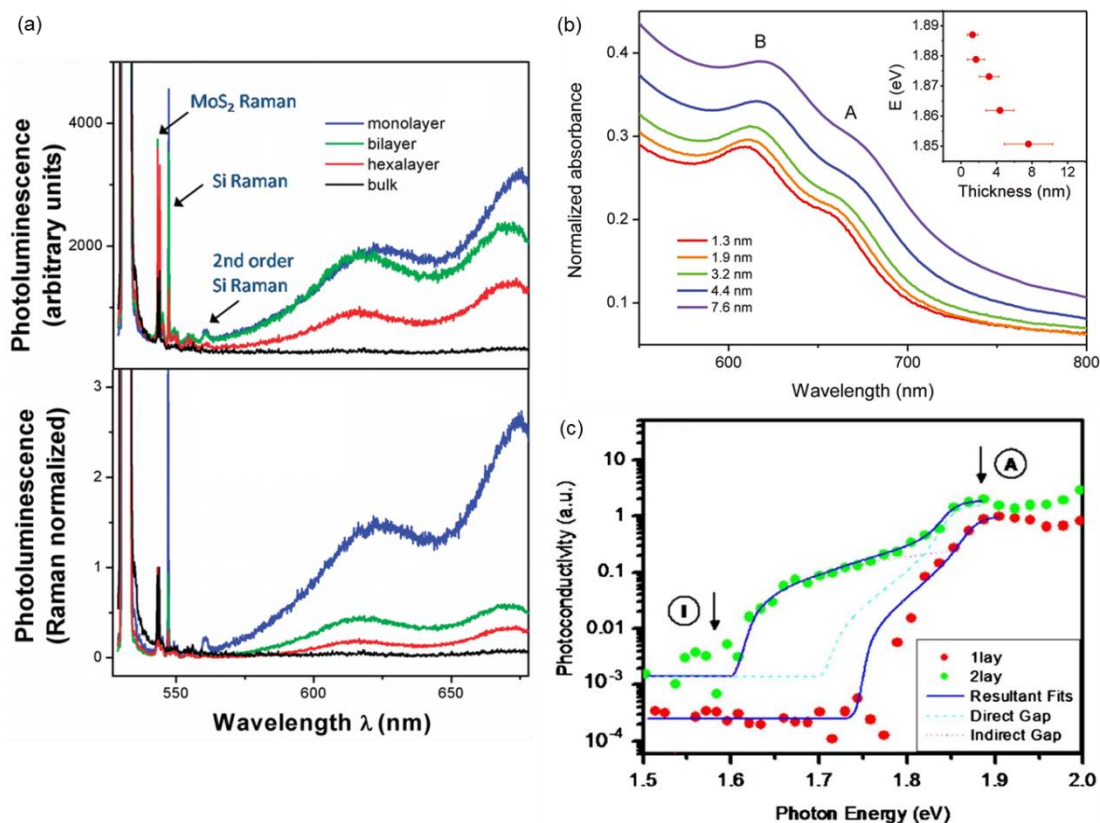 (a)
MoS₂ Raman
Si Raman
2nd order
Si Raman
monolayer
bilayer
hexalayer
bulk
4000
2000
Photoluminescence
(arbitrary units)
3
2
1
0
Photoluminescence
(Raman normalized)
550
600
650
Wavelength λ (nm)
(b)
B
A
0.4
0.3
0.2
0.1
Normalized absorbance
1.3 nm
1.9 nm
3.2 nm
4.4 nm
7.6 nm
600
700
800
Wavelength (nm)
1.89
1.88
1.87
1.86
1.85
E (eV)
0
4
8
12
Thickness (nm)
(c)
A
I
10
1
0.1
0.01
10⁻³
10⁻⁴
Photoconductivity (a.u.)
1lay
2lay
Resultant Fits
Direct Gap
Indirect Gap
1.5
1.6
1.7
1.8
1.9
2.0
Photon Energy (eV)